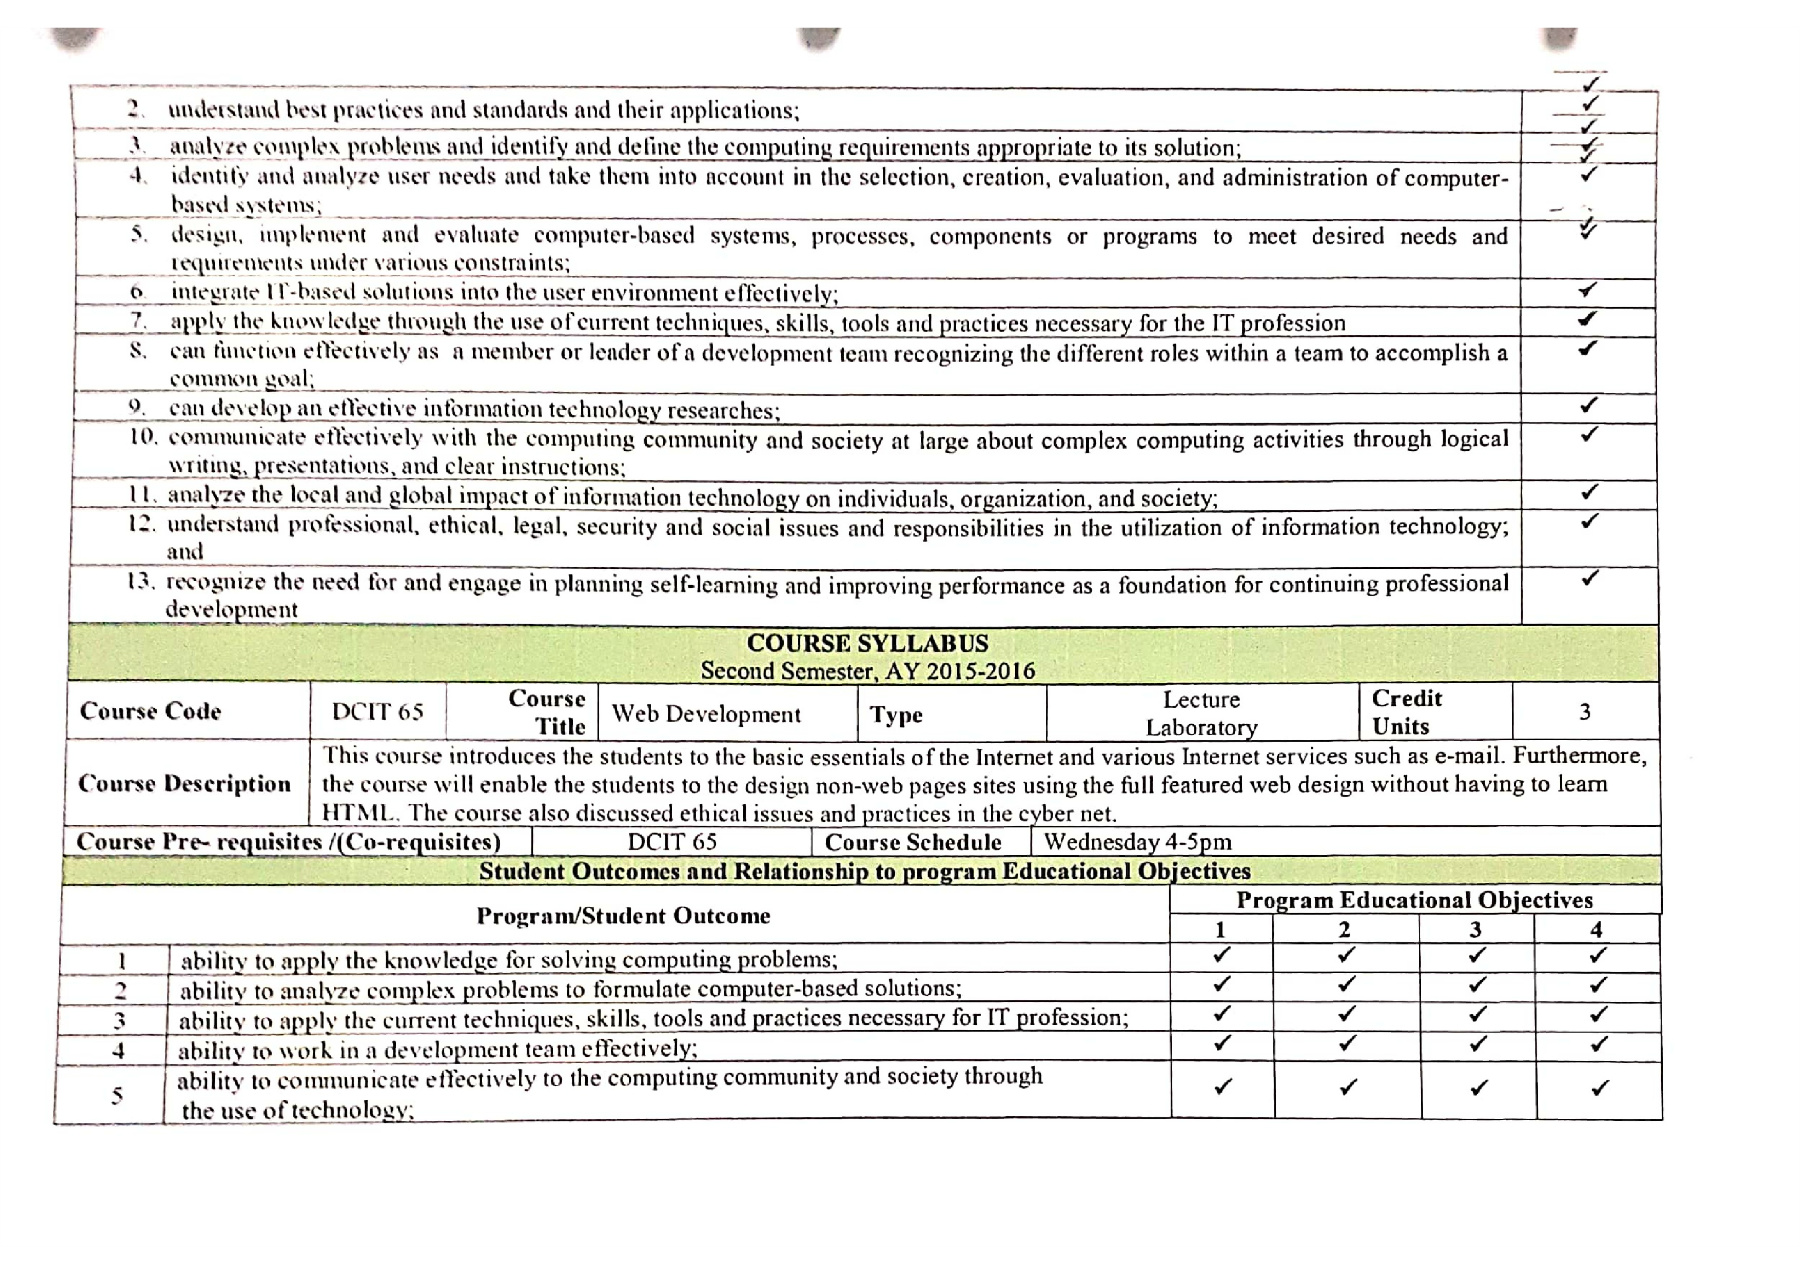 ✓
2. understand best practices and standards and their applications; ✓
✓
3. analyze complex problems and identify and define the computing requirements appropriate to its solution; ✓
✓
4. identify and analyze user needs and take them into account in the selection, creation, evaluation, and administration of computer- ✓
based systems;
5. design, implement and evaluate computer-based systems, processes, components or programs to meet desired needs and ✓
requirements under various constraints;
6. integrate IT-based solutions into the user environment effectively; ✓
7. apply the knowledge through the use of current techniques, skills, tools and practices necessary for the IT profession ✓
8. can function effectively as a member or leader of a development team recognizing the different roles within a team to accomplish a ✓
common goal;
9. can develop an effective information technology researches; ✓
10. communicate effectively with the computing community and society at large about complex computing activities through logical ✓
writing, presentations, and clear instructions;
11. analyze the local and global impact of information technology on individuals, organization, and society; ✓
12. understand professional, ethical, legal, security and social issues and responsibilities in the utilization of information technology; ✓
and
13. recognize the need for and engage in planning self-learning and improving performance as a foundation for continuing professional ✓
development
COURSE SYLLABUS
Second Semester, AY 2015-2016
Course Code DCIT 65 Course Title Web Development Type Lecture Laboratory Credit Units 3
Course Description
This course introduces the students to the basic essentials of the Internet and various Internet services such as e-mail. Furthermore,
the course will enable the students to the design non-web pages sites using the full featured web design without having to learn
HTML. The course also discussed ethical issues and practices in the cyber net.
Course Pre- requisites /(Co-requisites) DCIT 65 Course Schedule Wednesday 4-5pm
Student Outcomes and Relationship to program Educational Objectives
Program/Student Outcome Program Educational Objectives
1 2 3 4
1 ability to apply the knowledge for solving computing problems; ✓ ✓ ✓ ✓
2 ability to analyze complex problems to formulate computer-based solutions; ✓ ✓ ✓ ✓
3 ability to apply the current techniques, skills, tools and practices necessary for IT profession; ✓ ✓ ✓ ✓
4 ability to work in a development team effectively; ✓ ✓ ✓ ✓
5 ability to communicate effectively to the computing community and society through ✓ ✓ ✓ ✓
the use of technology;